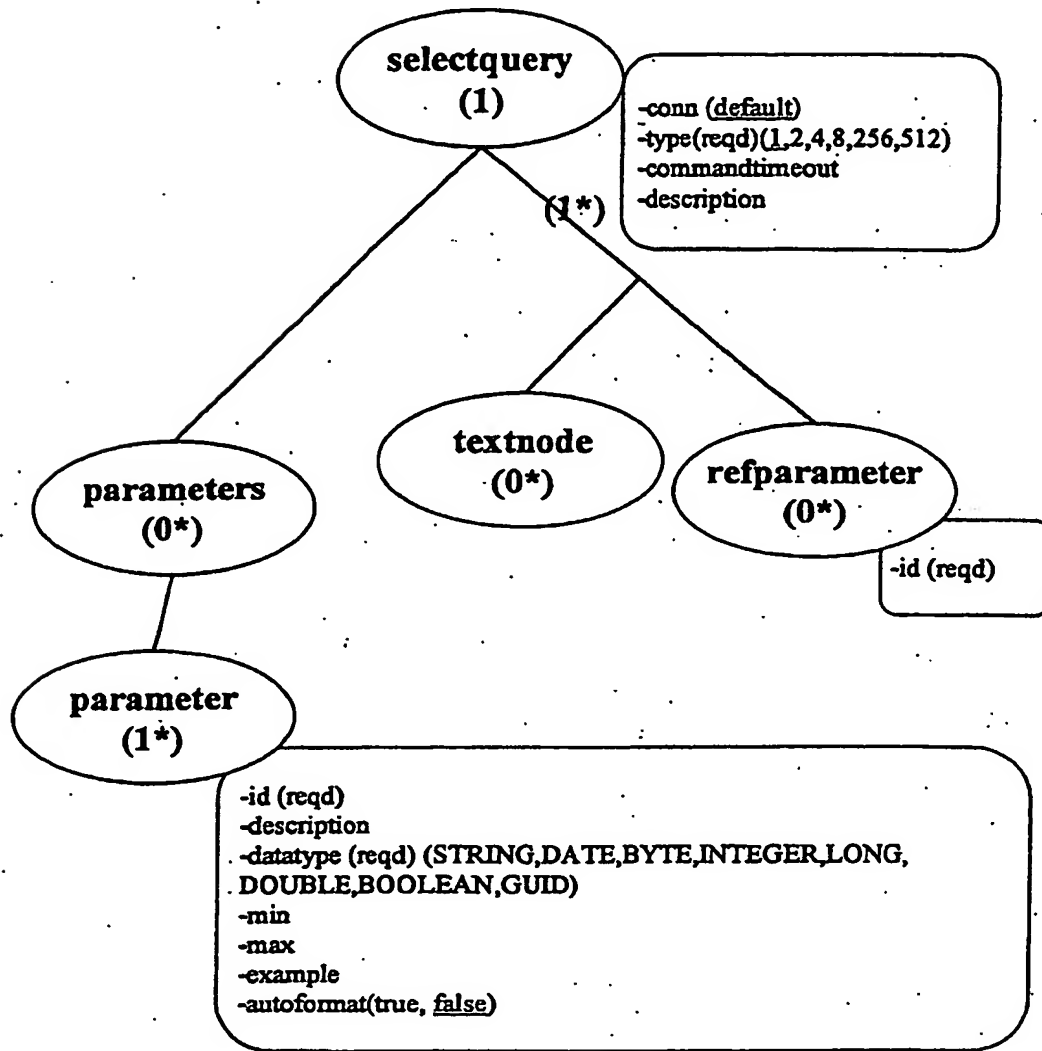 selectquery
(1)
-conn (default)
-type(reqd)(1,2,4,8,256,512)
-commandtimeout
-description
(1*)
textnode
(0*)
parameters
(0*)
refparameter
(0*)
-id (reqd)
parameter
(1*)
-id (reqd)
-description
-datatype (reqd) (STRING,DATE,BYTE,INTEGER,LONG,
DOUBLE,BOOLEAN,GUID)
-min
-max
-example
-autoformat(true, false)